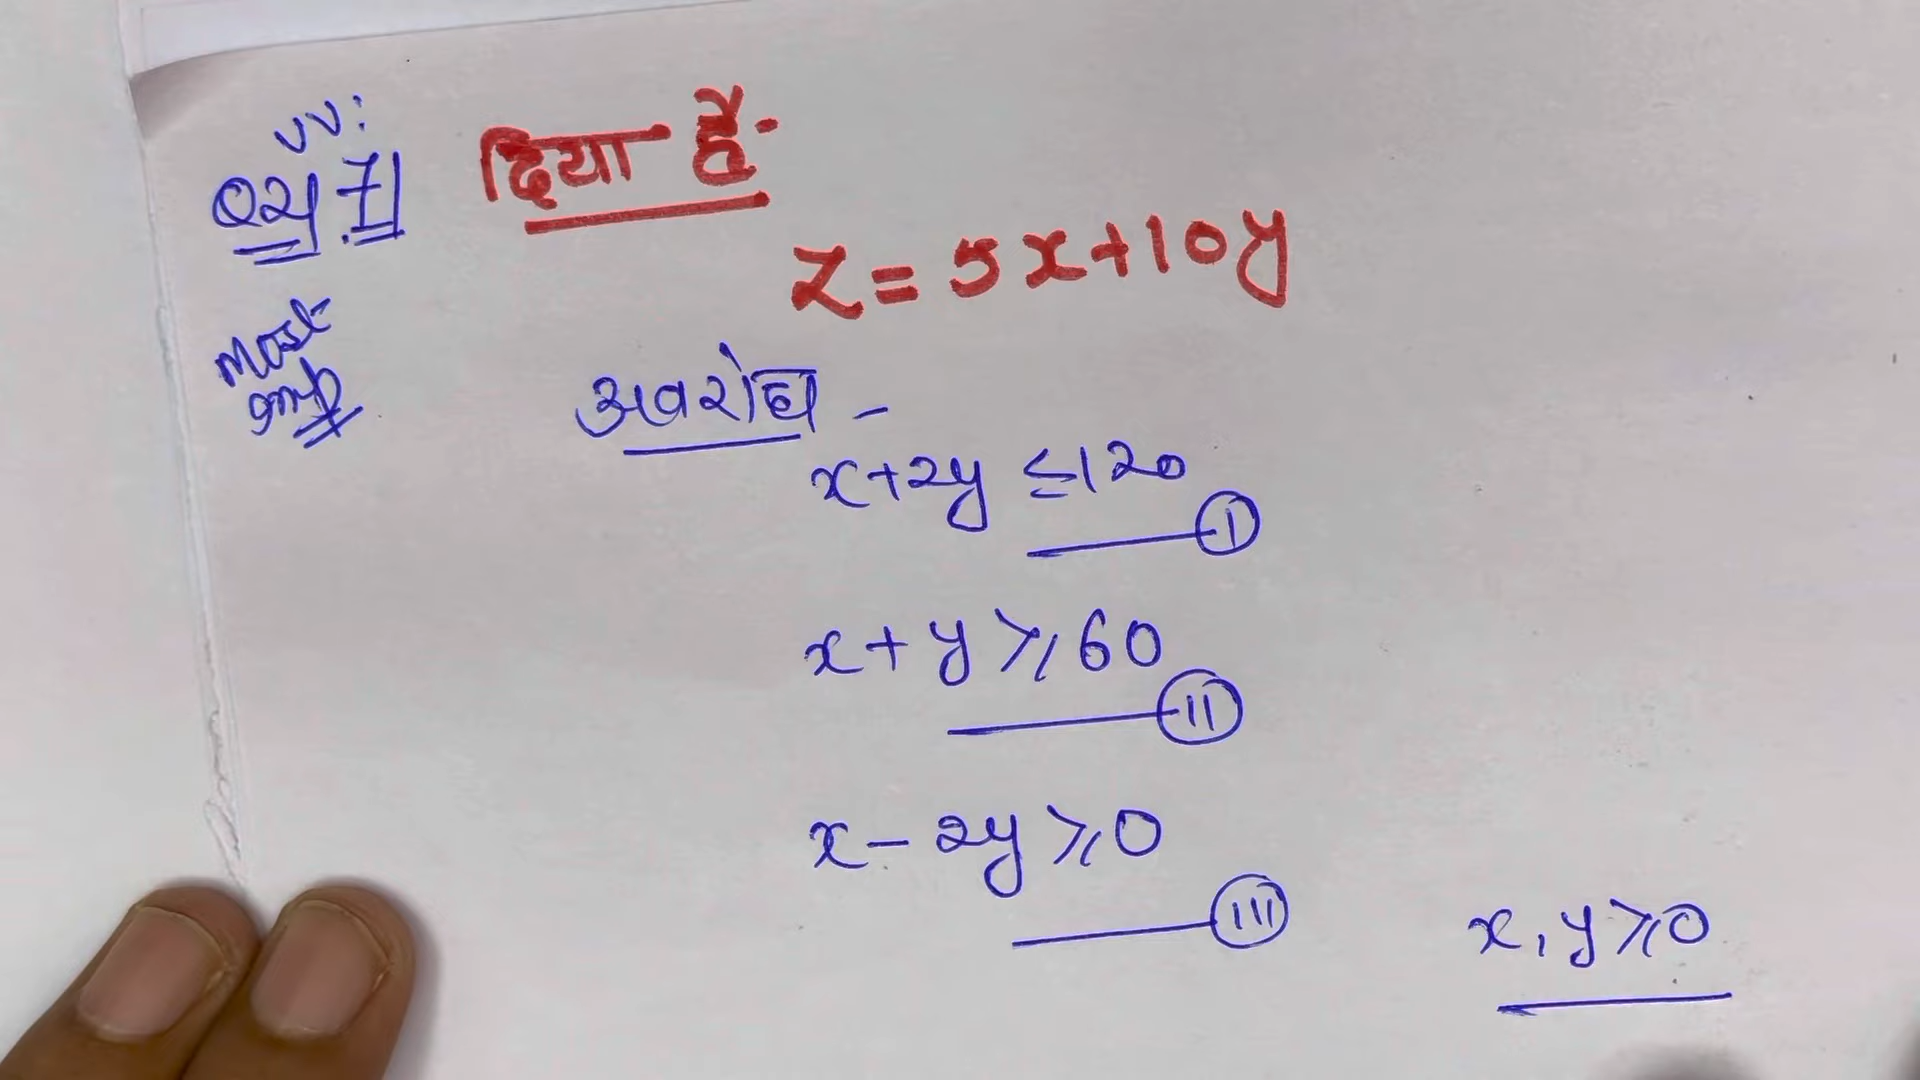 vv:
क्यु 7| दिया है.
z = 5x+10y
Most
Imp
अवरोध -
x+2y ≤120
I
x+y ≥ 60
II
x-2y ≥0
III
x, y ≥0